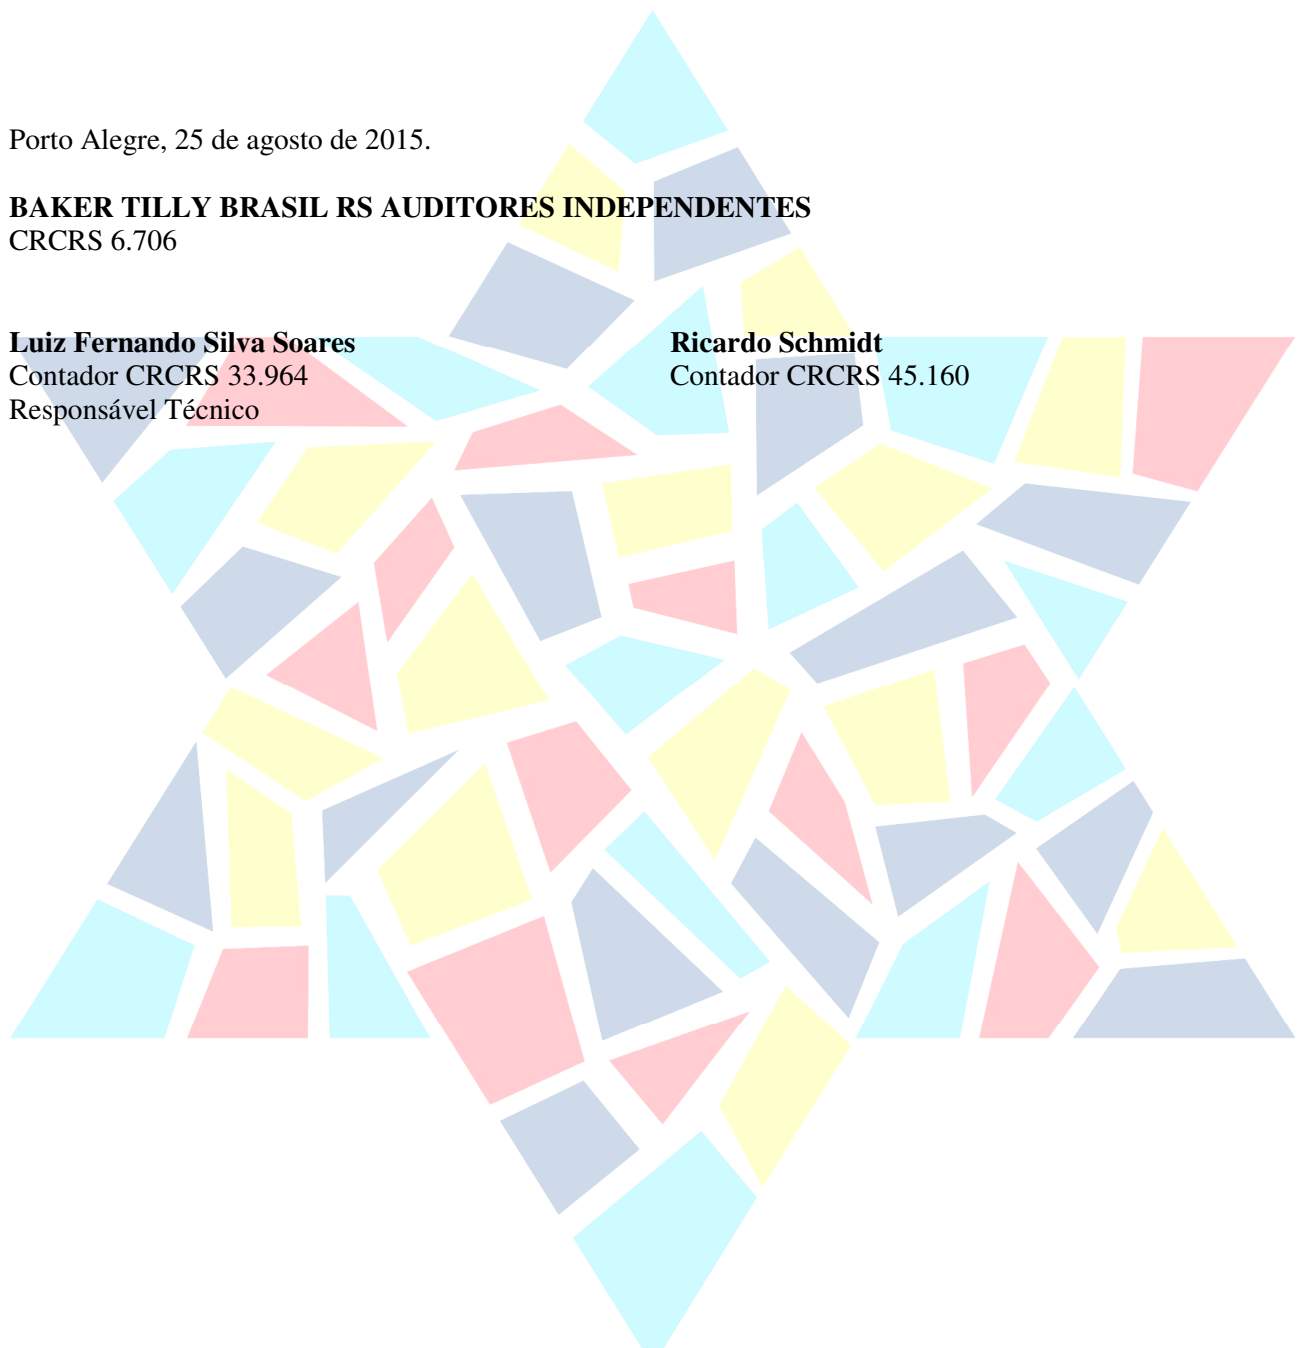 Porto Alegre, 25 de agosto de 2015.
BAKER TILLY BRASIL RS AUDITORES INDEPENDENTES
CRCRS 6.706
Luiz Fernando Silva Soares
Contador CRCRS 33.964
Responsável Técnico
Ricardo Schmidt
Contador CRCRS 45.160